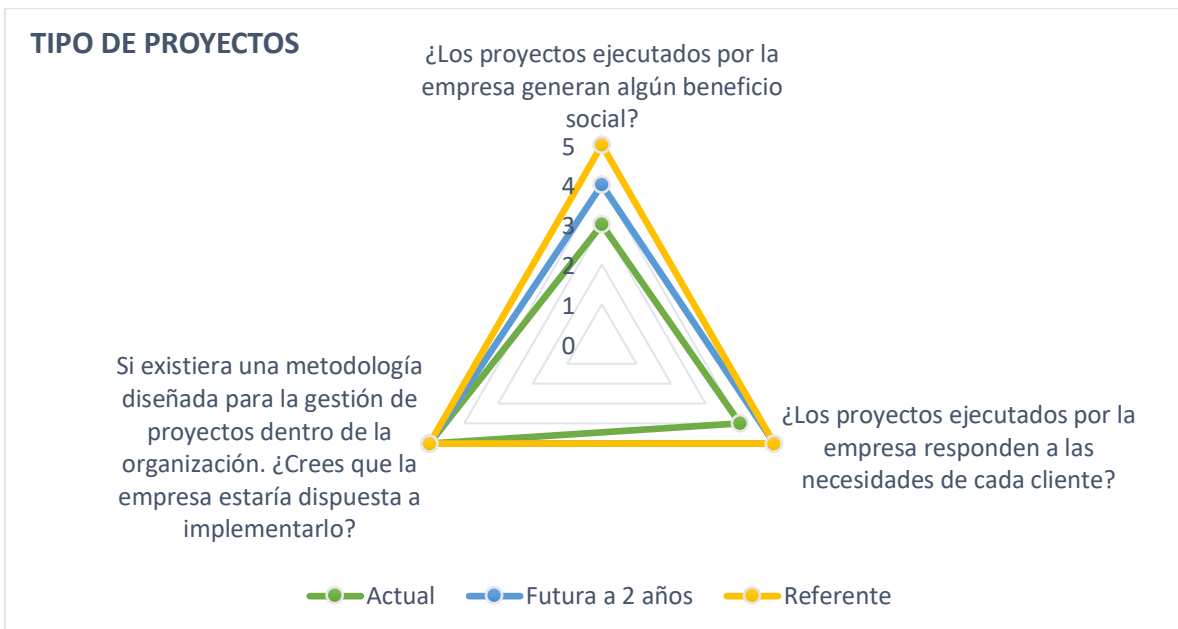 TIPO DE PROYECTOS
¿Los proyectos ejecutados por la
empresa generan algún beneficio
social?
5
4
3
2
1
0
Si existiera una metodología
diseñada para la gestión de
proyectos dentro de la
organización. ¿Crees que la
empresa estaría dispuesta a
implementarlo?
¿Los proyectos ejecutados por la
empresa responden a las
necesidades de cada cliente?
Actual
Futura a 2 años
Referente